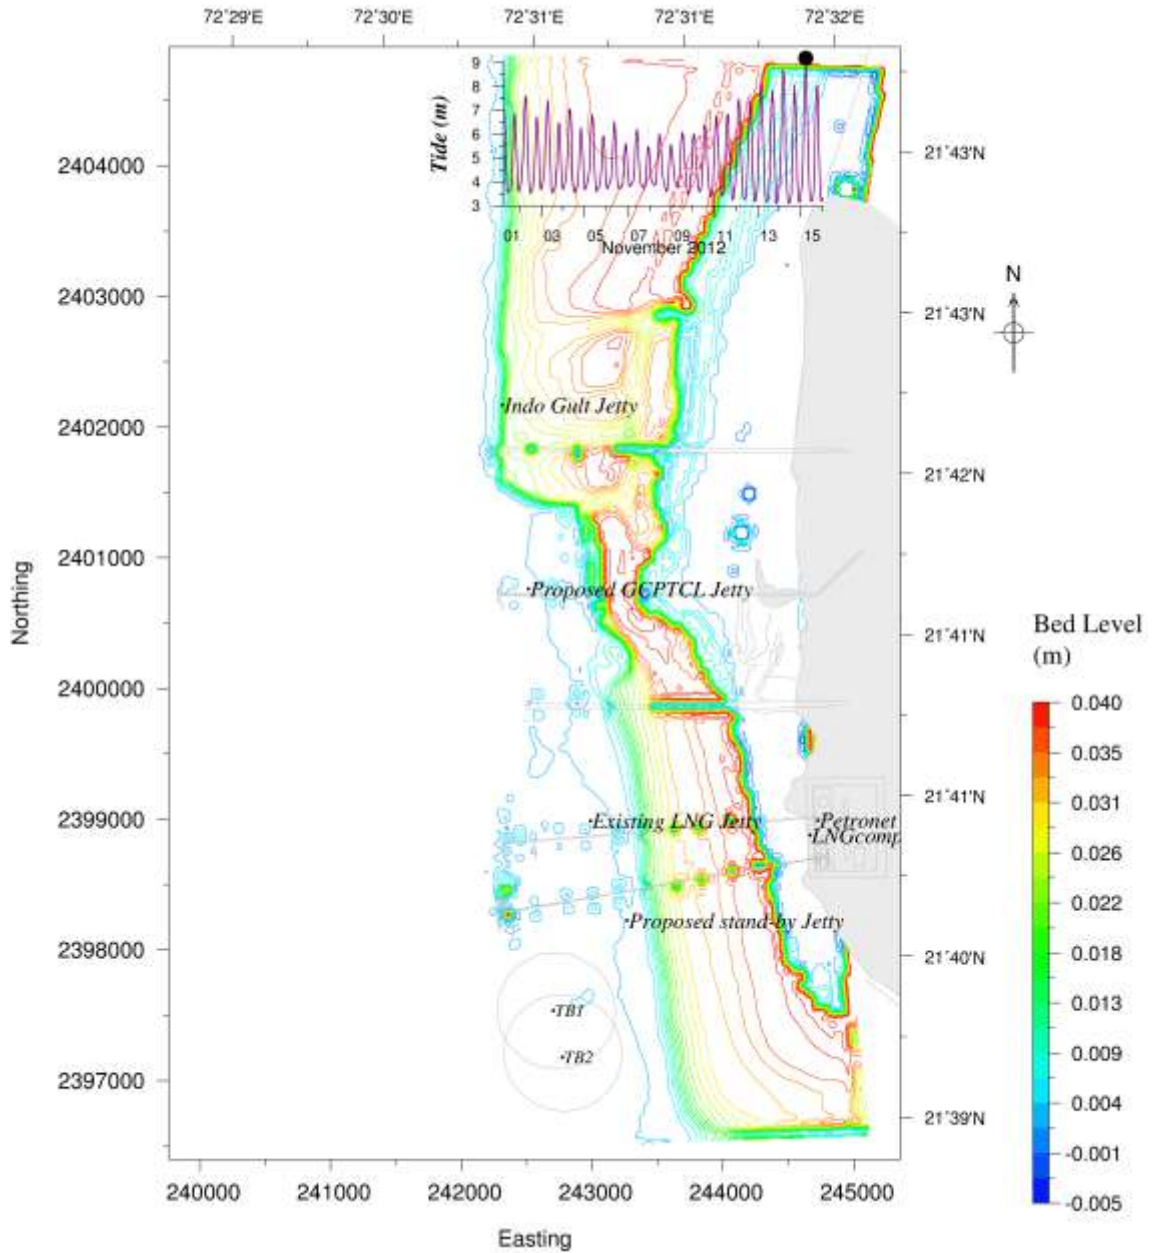 72°29'E 72°30'E 72°31'E 72°31'E 72°32'E
9
8
7
6
5
4
3
Tide (m)
01 03 05 07 09 11 13 15
November 2012
2404000
2403000
2402000
2401000
2400000
2399000
2398000
2397000
Northing
21°43'N
21°43'N
21°42'N
21°41'N
21°41'N
21°40'N
21°39'N
N
Indo Gult Jetty
Proposed GCPTCL Jetty
Existing LNG Jetty
Petronet
LNGcomp
Proposed stand-by Jetty
TB1
TB2
Bed Level
(m)
0.040
0.035
0.031
0.026
0.022
0.018
0.013
0.009
0.004
-0.001
-0.005
240000 241000 242000 243000 244000 245000
Easting